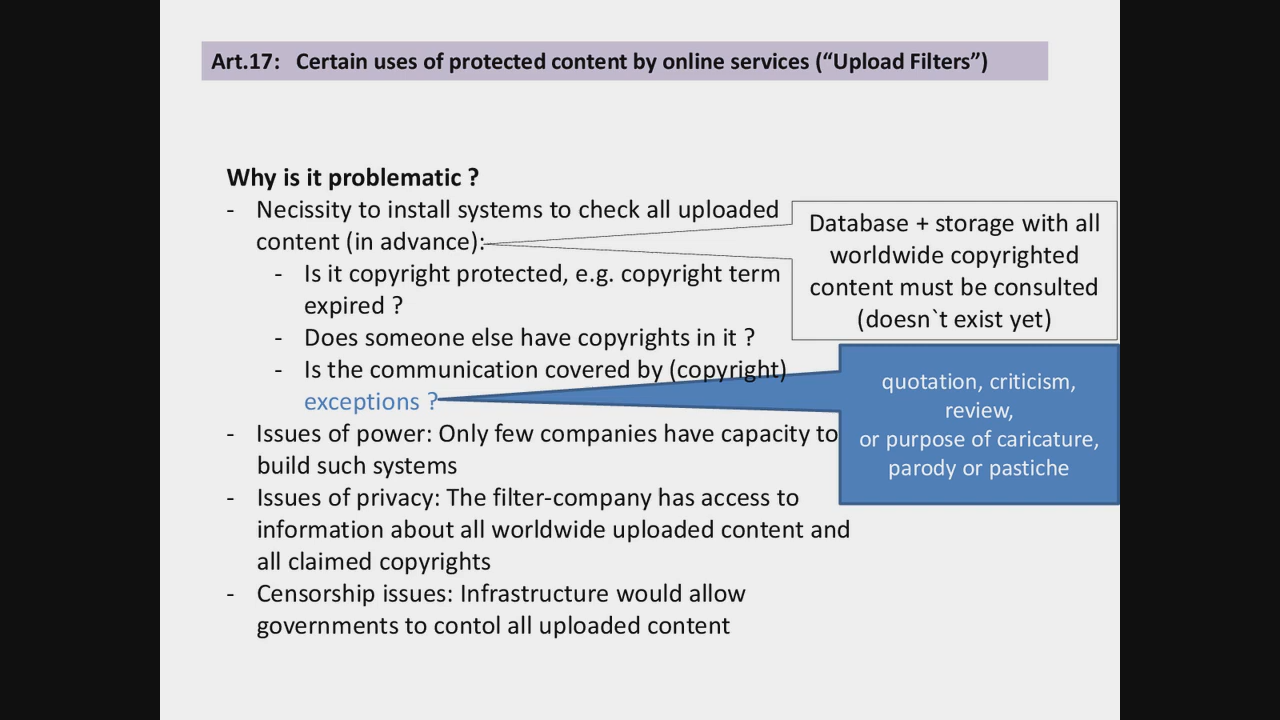 Art.17: Certain uses of protected content by online services (“Upload Filters”)
Why is it problematic ?
- Necissity to install systems to check all uploaded
content (in advance):
- Is it copyright protected, e.g. copyright term
expired ?
- Does someone else have copyrights in it ?
- Is the communication covered by (copyright)
exceptions ?
- Issues of power: Only few companies have capacity to
build such systems
- Issues of privacy: The filter-company has access to
information about all worldwide uploaded content and
all claimed copyrights
- Censorship issues: Infrastructure would allow
governments to contol all uploaded content
Database + storage with all
worldwide copyrighted
content must be consulted
(doesn`t exist yet)
quotation, criticism,
review,
or purpose of caricature,
parody or pastiche